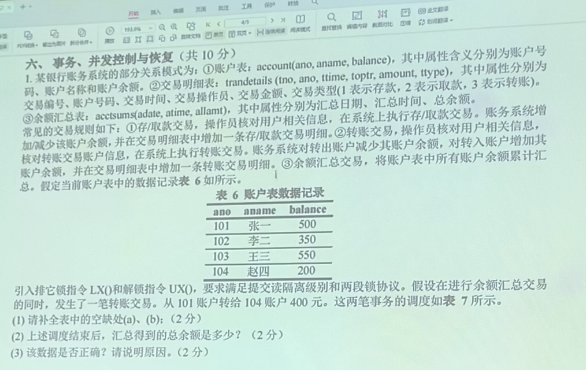 开始 插入 编辑 页面 批注 工具 保护 转换
4/9
六、事务、并发控制与恢复（共 10 分）
1. 某银行账务系统的部分关系模式为：①账户表：account(ano, aname, balance)，其中属性含义分别为账户号
码、账户名称和账户余额。②交易明细表：trandetails (tno, ano, ttime, toptr, amount, ttype)，其中属性分别为
交易编号、账户号码、交易时间、交易操作员、交易金额、交易类型(1 表示存款，2 表示取款，3 表示转账)。
③余额汇总表：acctsums(adate, atime, allamt)，其中属性分别为汇总日期、汇总时间、总余额。
常见的交易规则如下：①存/取款交易，操作员核对用户相关信息，在系统上执行存/取款交易。账务系统增
加/减少该账户余额，并在交易明细表中增加一条存/取款交易明细。②转账交易，操作员核对用户相关信息，
核对转账交易账户信息，在系统上执行转账交易。账务系统对转出账户减少其账户余额，对转入账户增加其
账户余额，并在交易明细表中增加一条转账交易明细。③余额汇总交易，将账户表中所有账户余额累计汇
总。假定当前账户表中的数据记录表 6 如所示。
表 6 账户表数据记录
ano aname balance
101 张一 500
102 李二 350
103 王三 550
104 赵四 200
引入排它锁指令 LX()和解锁指令 UX()，要求满足提交读隔离级别和两段锁协议。假设在进行余额汇总交易
的同时，发生了一笔转账交易。从 101 账户转给 104 账户 400 元。这两笔事务的调度如表 7 所示。
(1) 请补全表中的空缺处(a)、(b)；（2 分）
(2) 上述调度结束后，汇总得到的总余额是多少？（2 分）
(3) 该数据是否正确？请说明原因。（2 分）